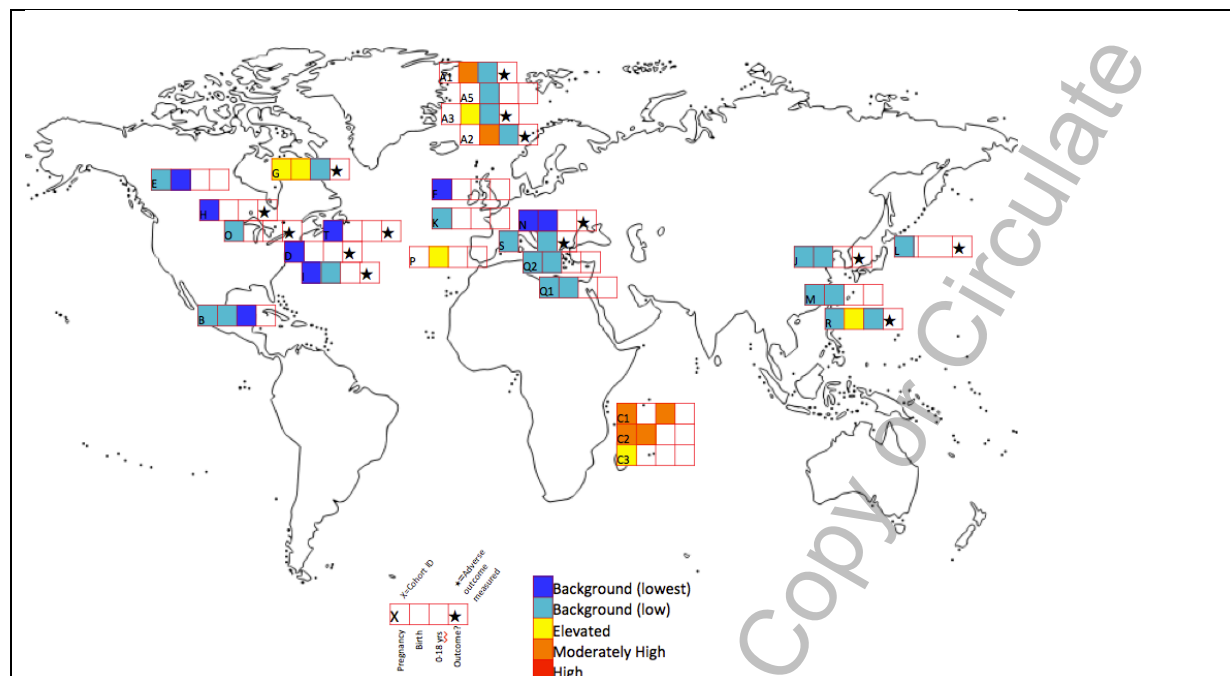 A1
A5
A3
A2
E
G
H
F
O
T
K
N
D
S
I
P
Q2
Q1
B
J
L
M
R
C1
C2
C3
X=Cohort ID
★=Adverse
outcome
measured
X
★
Pregnancy
Birth
0-18 yrs
Outcome?
Background (lowest)
Background (low)
Elevated
Moderately High
High
Copy or Circulate